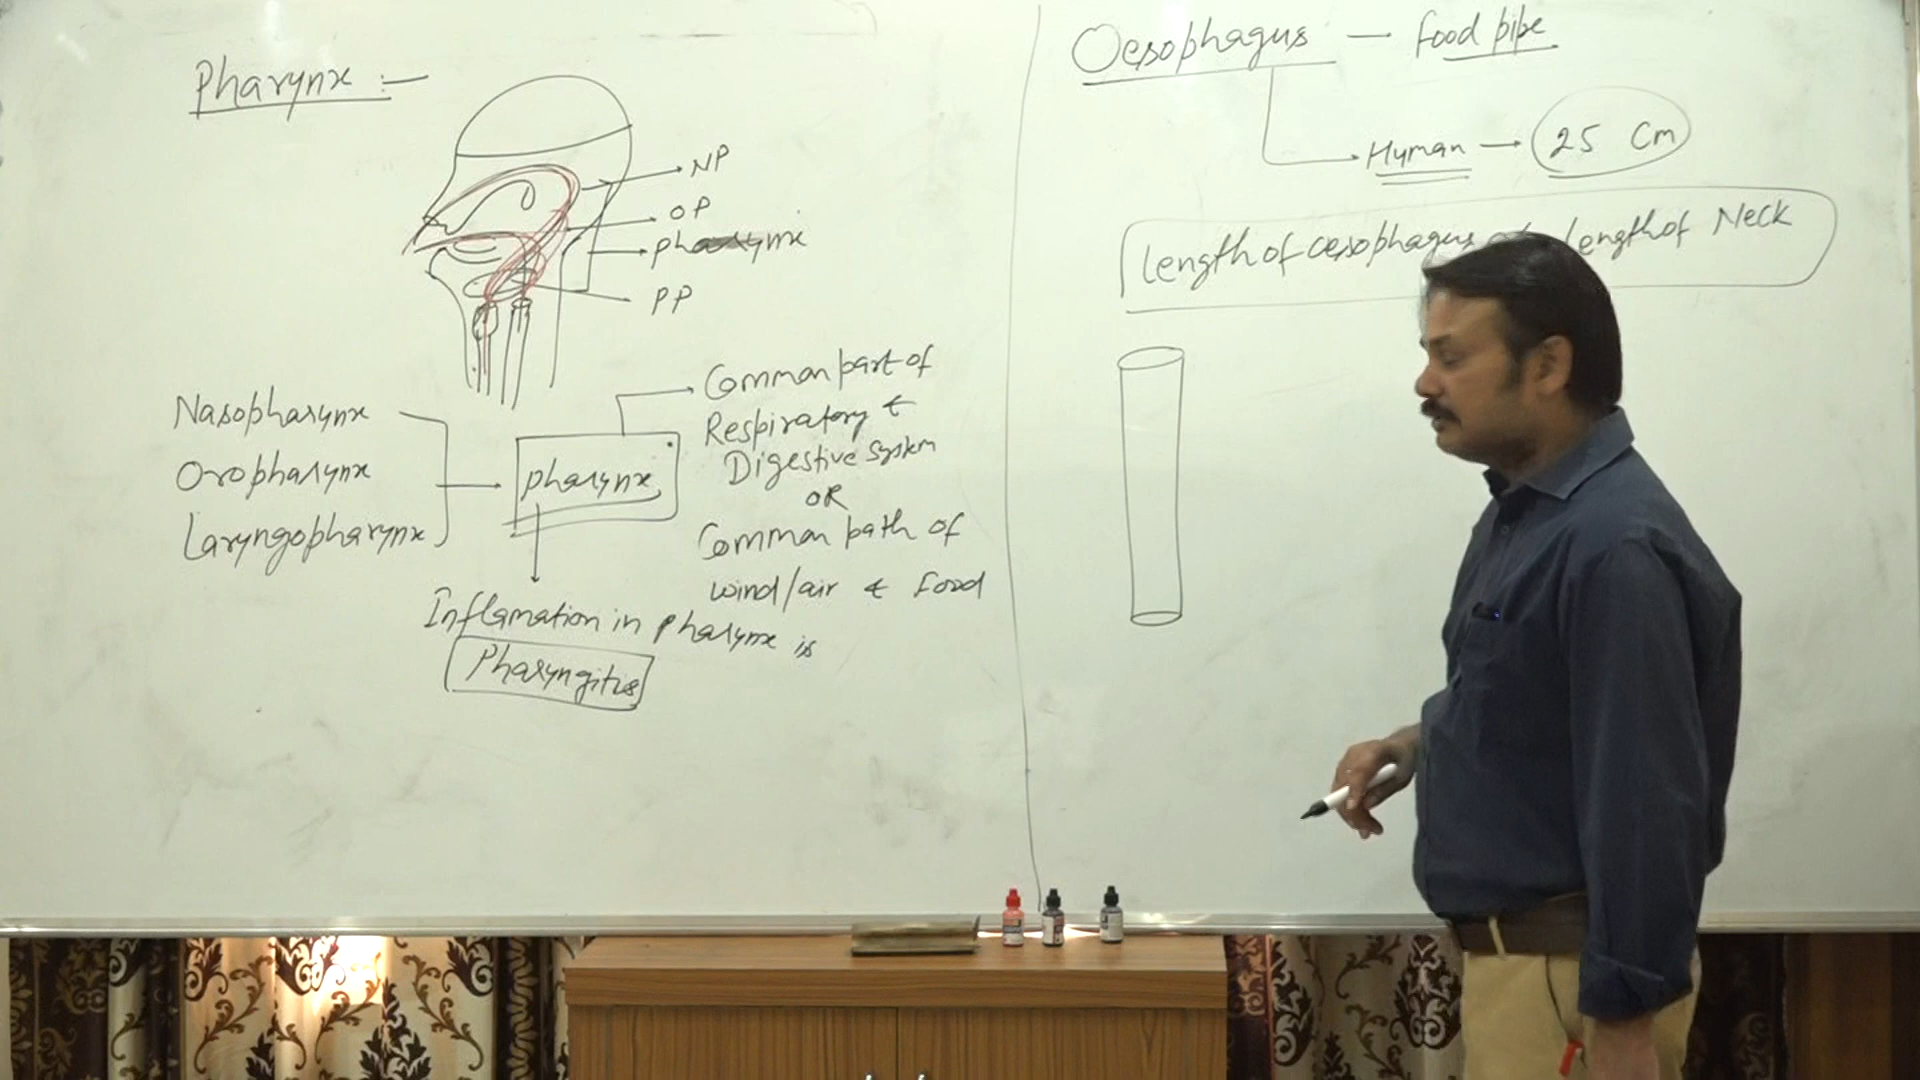 Pharynx :-
NP
OP
pharynx
PP
Nasopharynx
Oropharynx
Laryngopharynx
pharynx
Common part of
Respiratory &
Digestive system
OR
Common path of
wind/air & Food
Inflamation in Pharynx is
Pharyngitis
Oesophagus — Food pipe
Human → 25 Cm
Length of oesophagus length of Neck